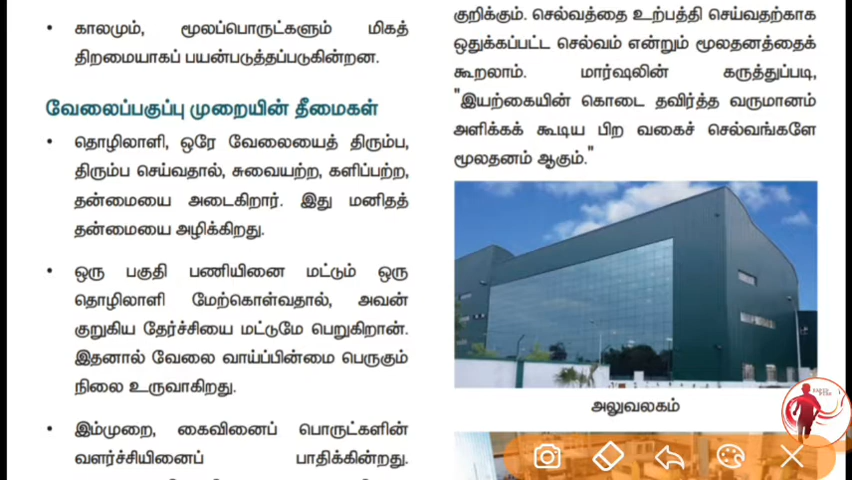 காலமும், மூலப்பொருட்களும் மிகத்
திறமையாகப் பயன்படுத்தப்படுகின்றன.
வேலைப்பகுப்பு முறையின் தீமைகள்
தொழிலாளி, ஒரே வேலையைத் திரும்ப,
திரும்ப செய்வதால், சுவையற்ற, களிப்பற்ற,
தன்மையை அடைகிறார். இது மனிதத்
தன்மையை அழிக்கிறது.
ஒரு பகுதி பணியினை மட்டும் ஒரு
தொழிலாளி மேற்கொள்வதால், அவன்
குறுகிய தேர்ச்சியை மட்டுமே பெறுகிறான்.
இதனால் வேலை வாய்ப்பின்மை பெருகும்
நிலை உருவாகிறது.
இம்முறை, கைவினைப் பொருட்களின்
வளர்ச்சியினைப் பாதிக்கின்றது.
குறிக்கும். செல்வத்தை உற்பத்தி செய்வதற்காக
ஒதுக்கப்பட்ட செல்வம் என்றும் மூலதனத்தைக்
கூறலாம். மார்ஷலின் கருத்துப்படி,
"இயற்கையின் கொடை தவிர்த்த வருமானம்
அளிக்கக் கூடிய பிற வகைச் செல்வங்களே
மூலதனம் ஆகும்."
அலுவலகம்